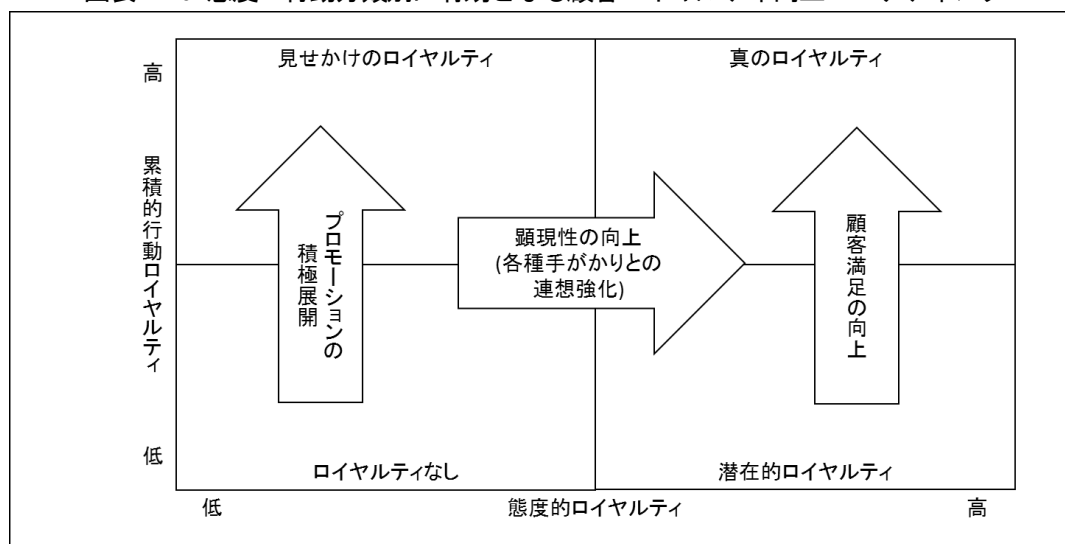 見せかけのロイヤルティ
真のロイヤルティ
高
累積的行動ロイヤルティ
プロモーションの
積極展開
顕現性の向上
(各種手がかりとの
連想強化)
顧客満足の向上
低
ロイヤルティなし
潜在的ロイヤルティ
低
態度的ロイヤルティ
高